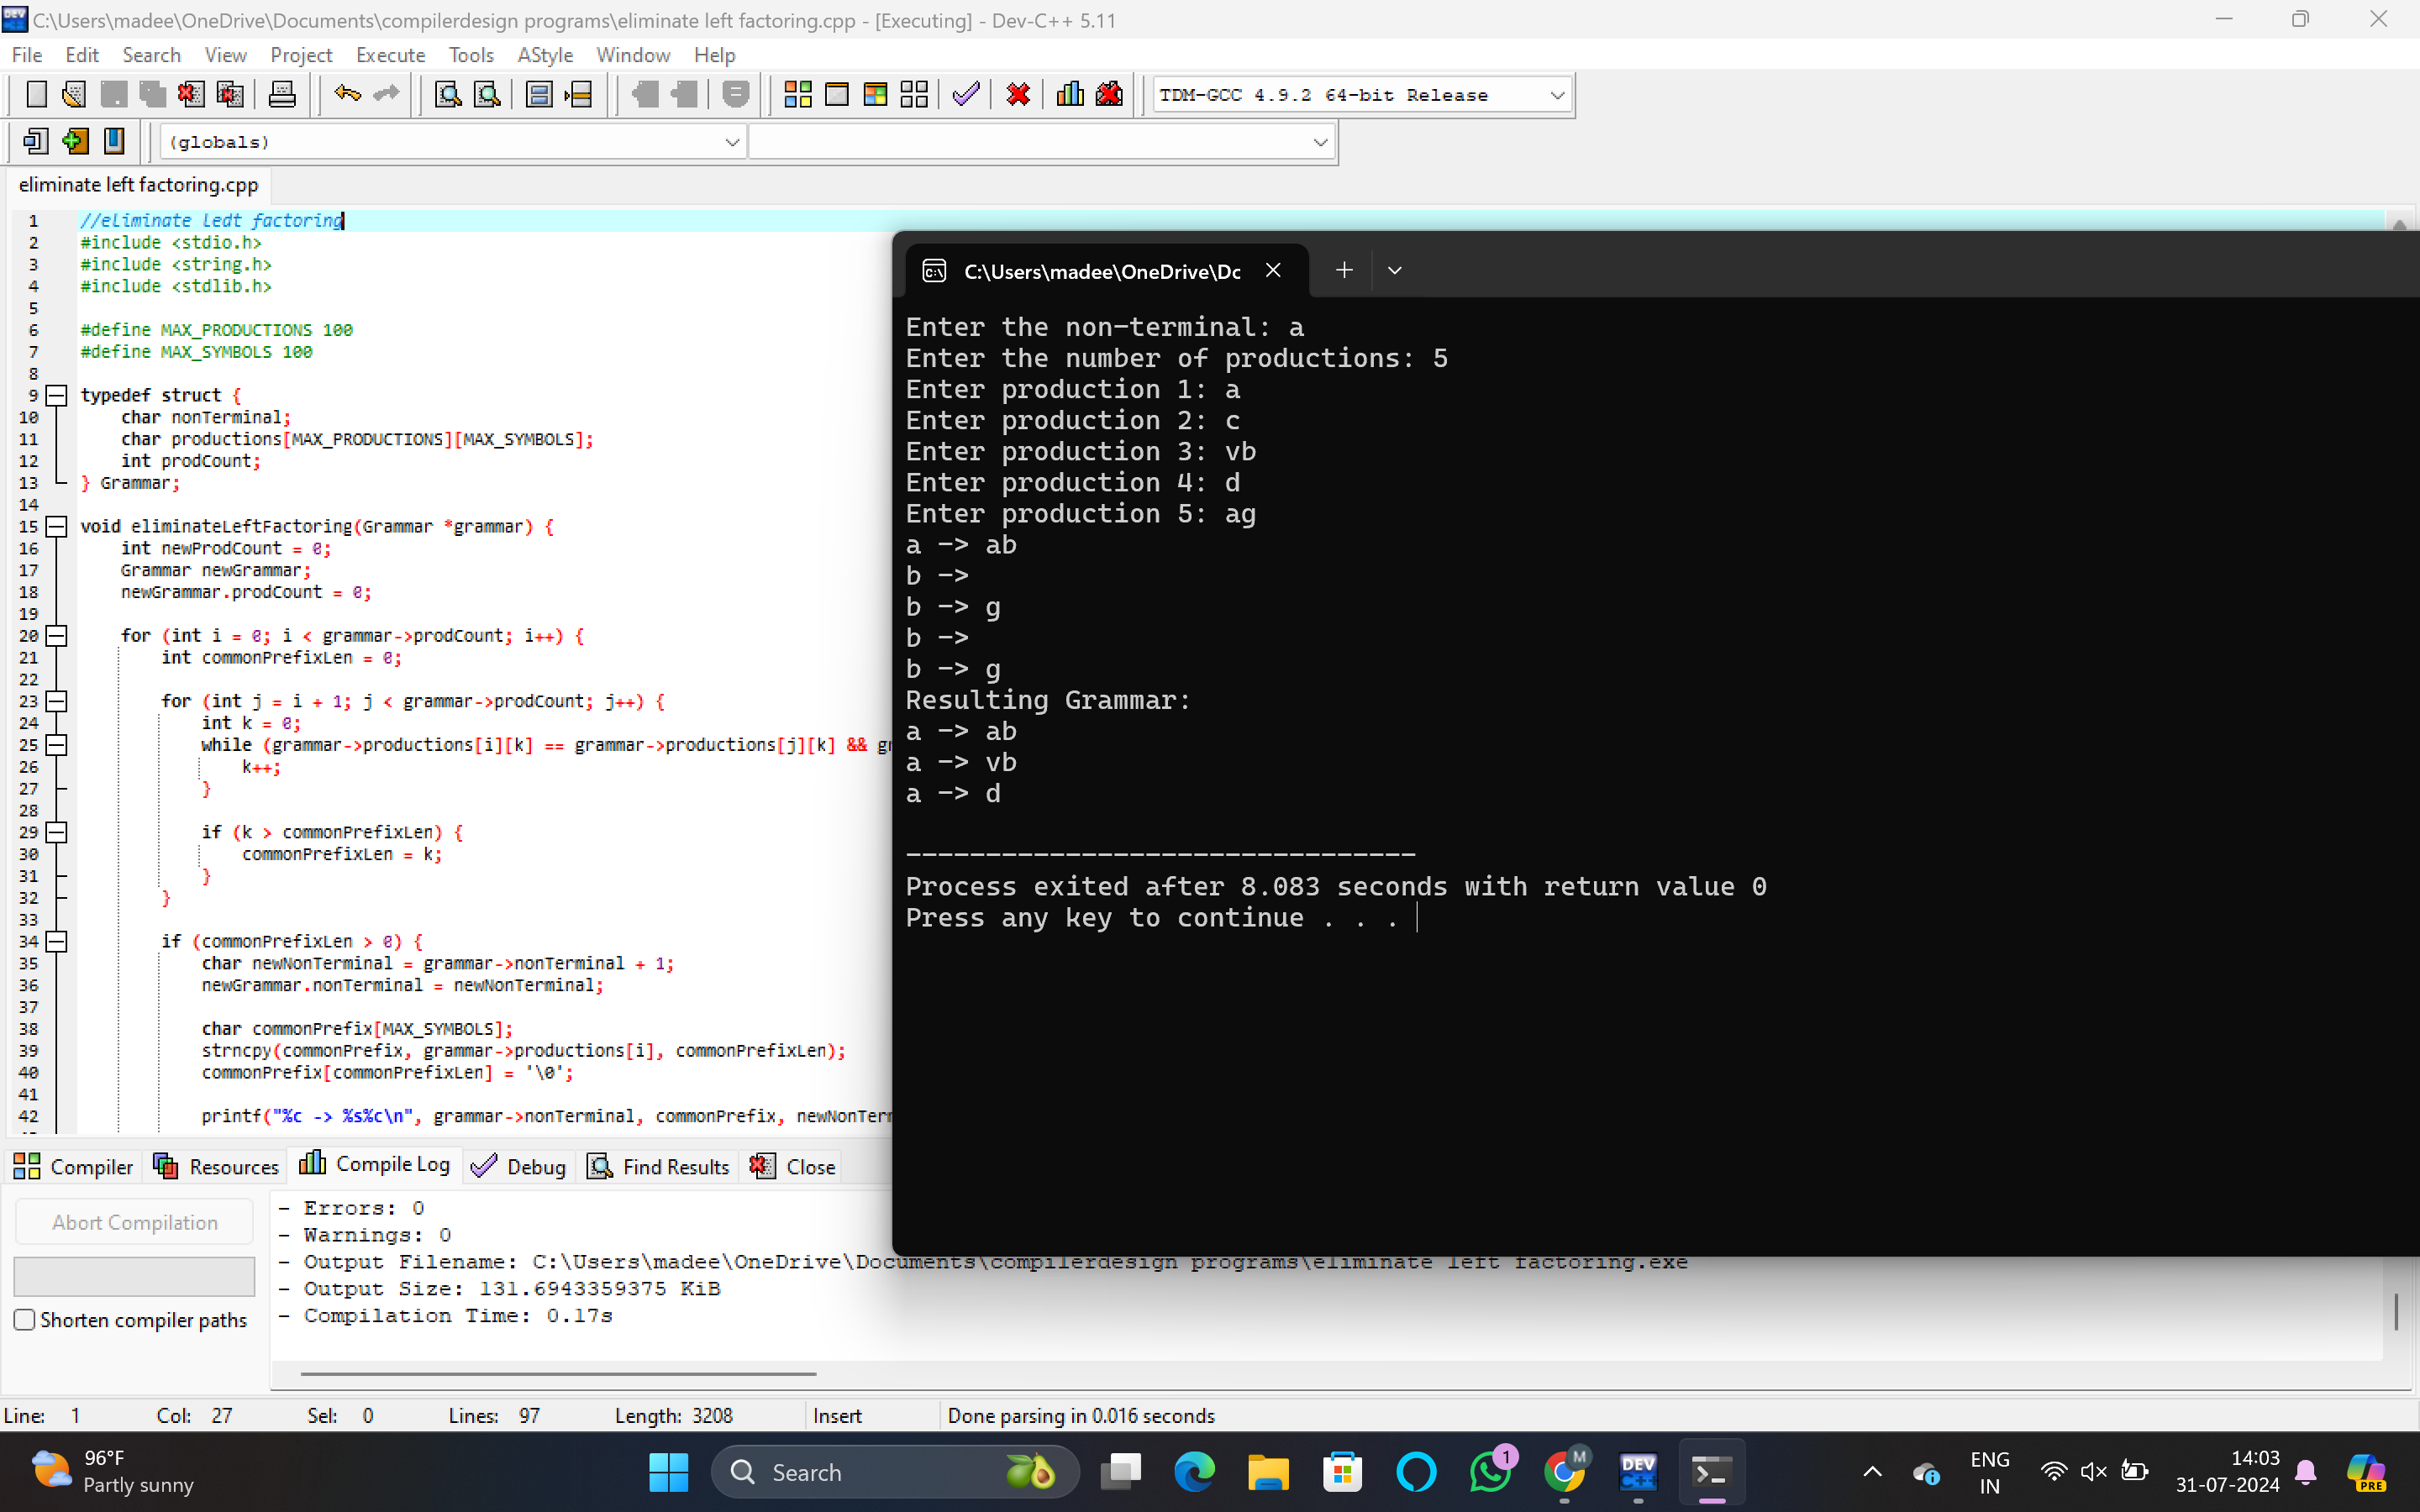 C:\Users\madee\OneDrive\Documents\compilerdesign programs\eliminate left factoring.cpp - [Executing] - Dev-C++ 5.11
File Edit Search View Project Execute Tools AStyle Window Help
TDM-GCC 4.9.2 64-bit Release
(globals)
eliminate left factoring.cpp
1 //eliminate ledt factoring
2 #include <stdio.h>
3 #include <string.h>
4 #include <stdlib.h>
5
6 #define MAX_PRODUCTIONS 100
7 #define MAX_SYMBOLS 100
8
9 typedef struct {
10 char nonTerminal;
11 char productions[MAX_PRODUCTIONS][MAX_SYMBOLS];
12 int prodCount;
13 } Grammar;
14
15 void eliminateLeftFactoring(Grammar *grammar) {
16 int newProdCount = 0;
17 Grammar newGrammar;
18 newGrammar.prodCount = 0;
19
20 for (int i = 0; i < grammar->prodCount; i++) {
21 int commonPrefixLen = 0;
22
23 for (int j = i + 1; j < grammar->prodCount; j++) {
24 int k = 0;
25 while (grammar->productions[i][k] == grammar->productions[j][k] && gr
26 k++;
27 }
28
29 if (k > commonPrefixLen) {
30 commonPrefixLen = k;
31 }
32 }
33
34 if (commonPrefixLen > 0) {
35 char newNonTerminal = grammar->nonTerminal + 1;
36 newGrammar.nonTerminal = newNonTerminal;
37
38 char commonPrefix[MAX_SYMBOLS];
39 strncpy(commonPrefix, grammar->productions[i], commonPrefixLen);
40 commonPrefix[commonPrefixLen] = '\0';
41
42 printf("%c -> %s%c\n", grammar->nonTerminal, commonPrefix, newNonTerm
C:\Users\madee\OneDrive\Dc
Enter the non-terminal: a
Enter the number of productions: 5
Enter production 1: a
Enter production 2: c
Enter production 3: vb
Enter production 4: d
Enter production 5: ag
a -> ab
b ->
b -> g
b ->
b -> g
Resulting Grammar:
a -> ab
a -> vb
a -> d
--------------------------------
Process exited after 8.083 seconds with return value 0
Press any key to continue . . .
Compiler Resources Compile Log Debug Find Results Close
Abort Compilation
Shorten compiler paths
- Errors: 0
- Warnings: 0
- Output Filename: C:\Users\madee\OneDrive\Documents\compilerdesign programs\eliminate left factoring.exe
- Output Size: 131.6943359375 KiB
- Compilation Time: 0.17s
Line: 1 Col: 27 Sel: 0 Lines: 97 Length: 3208 Insert Done parsing in 0.016 seconds
96°F
Partly sunny
Search
1
M
DEV
C++
ENG
IN
14:03
31-07-2024
PRE